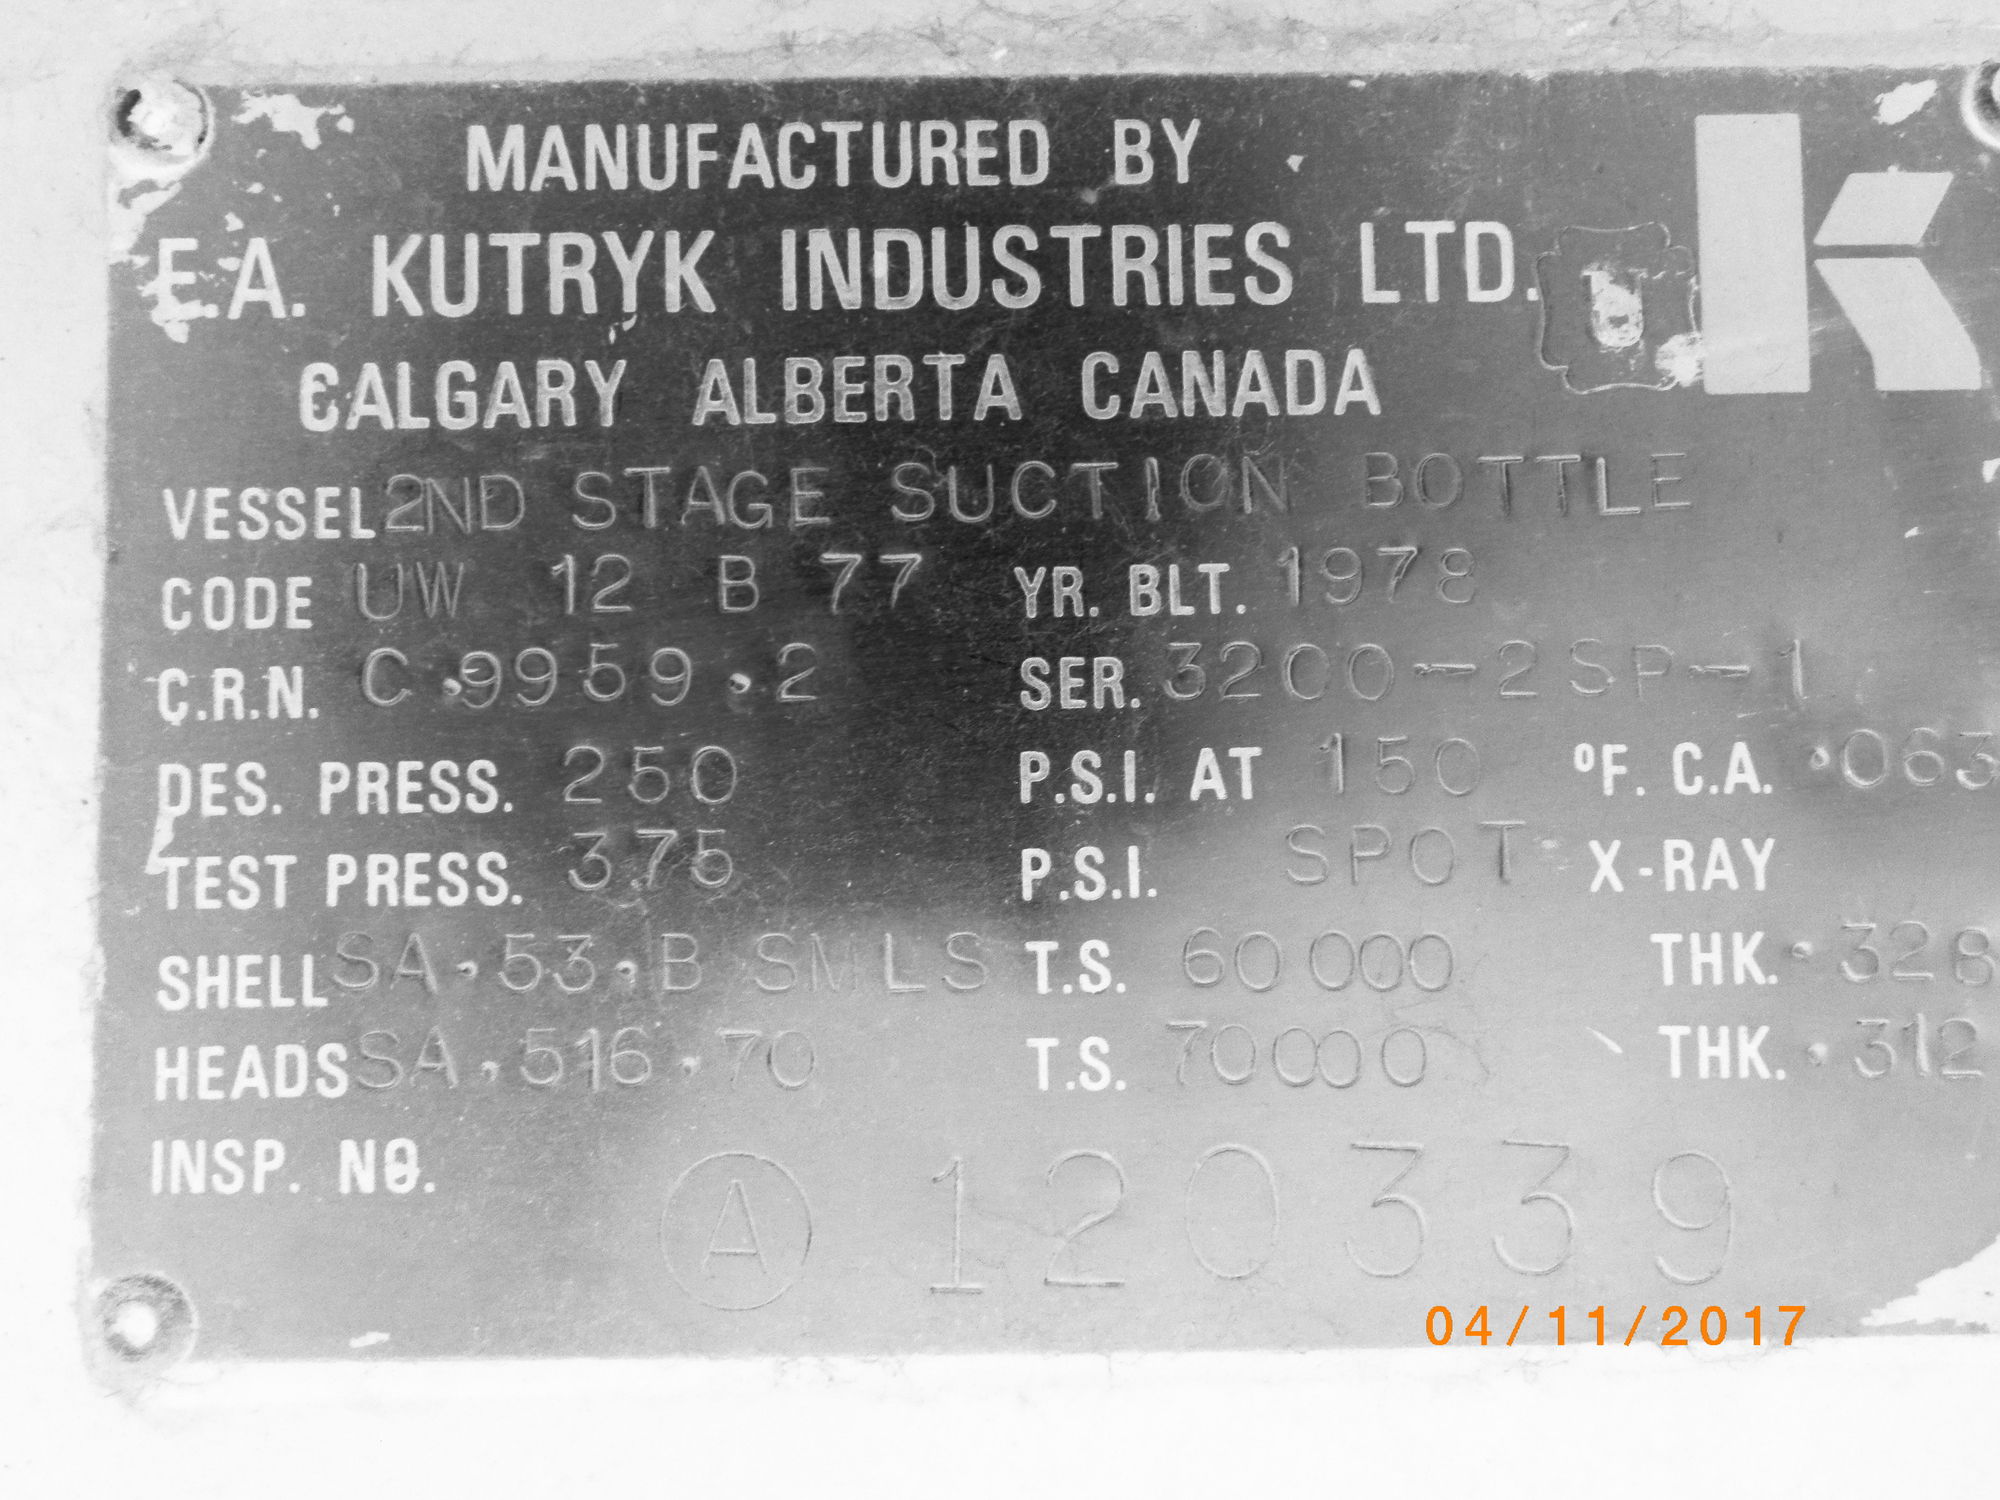 MANUFACTURED BY
E.A. KUTRYK INDUSTRIES LTD.
U
K
CALGARY ALBERTA CANADA
VESSEL 2ND STAGE SUCTION BOTTLE
CODE UW 12 B 77 YR. BLT. 1978
C.R.N. C.9959.2 SER. 3200-2SP-1
DES. PRESS. 250 P.S.I. AT 150 °F. C.A. .063
TEST PRESS. 375 P.S.I. SPOT X-RAY
SHELL SA.53.B SMLS T.S. 60000 THK. .328
HEADS SA.516.70 T.S. 70000 THK. .312
INSP. NO. A 120339
04/11/2017